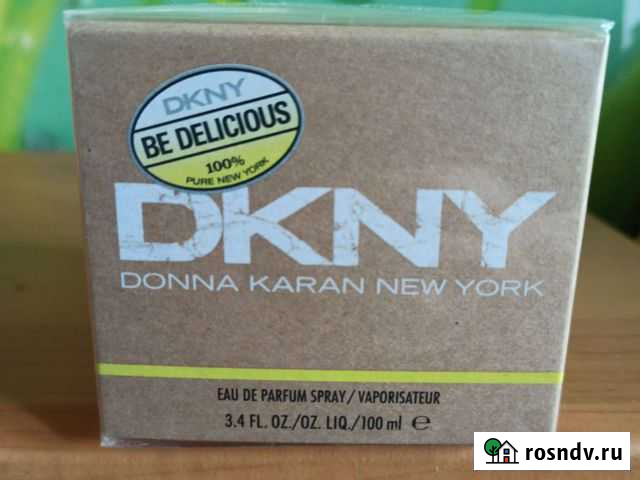 DKNY
BE DELICIOUS
100%
PURE NEW YORK
DKNY
DONNA KARAN NEW YORK
EAU DE PARFUM SPRAY/VAPORISATEUR
3.4 FL. OZ./OZ. LIQ./100 ml ℮
rosndv.ru